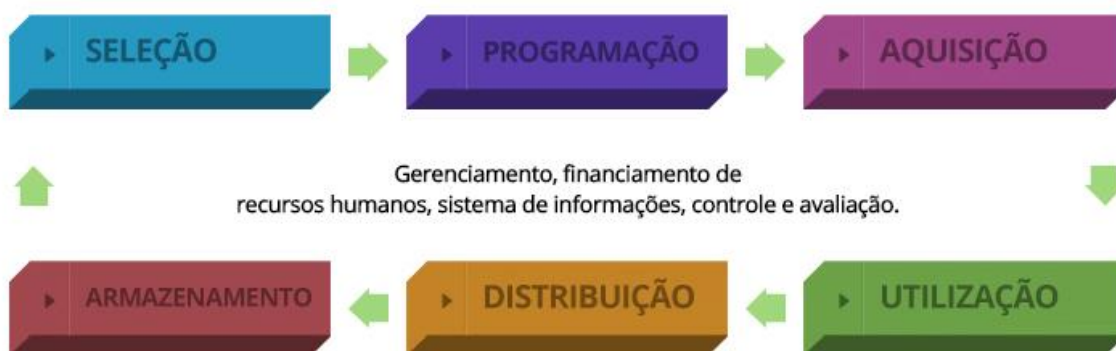 SELEÇÃO
PROGRAMAÇÃO
AQUISIÇÃO
Gerenciamento, financiamento de
recursos humanos, sistema de informações, controle e avaliação.
ARMAZENAMENTO
DISTRIBUIÇÃO
UTILIZAÇÃO